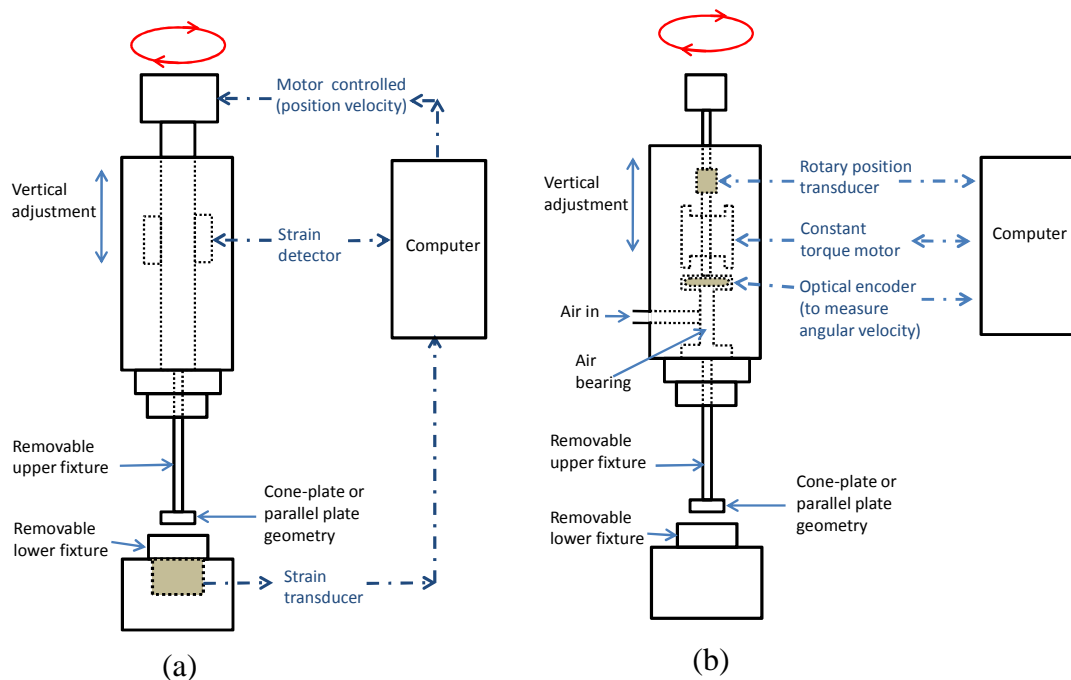 Motor controlled
(position velocity)
Vertical
adjustment
Strain
detector
Computer
Removable
upper fixture
Cone-plate or
parallel plate
geometry
Removable
lower fixture
Strain
transducer
(a)
Rotary position
transducer
Vertical
adjustment
Constant
torque motor
Computer
Optical encoder
(to measure
angular velocity)
Air in
Air
bearing
Removable
upper fixture
Cone-plate or
parallel plate
geometry
Removable
lower fixture
(b)